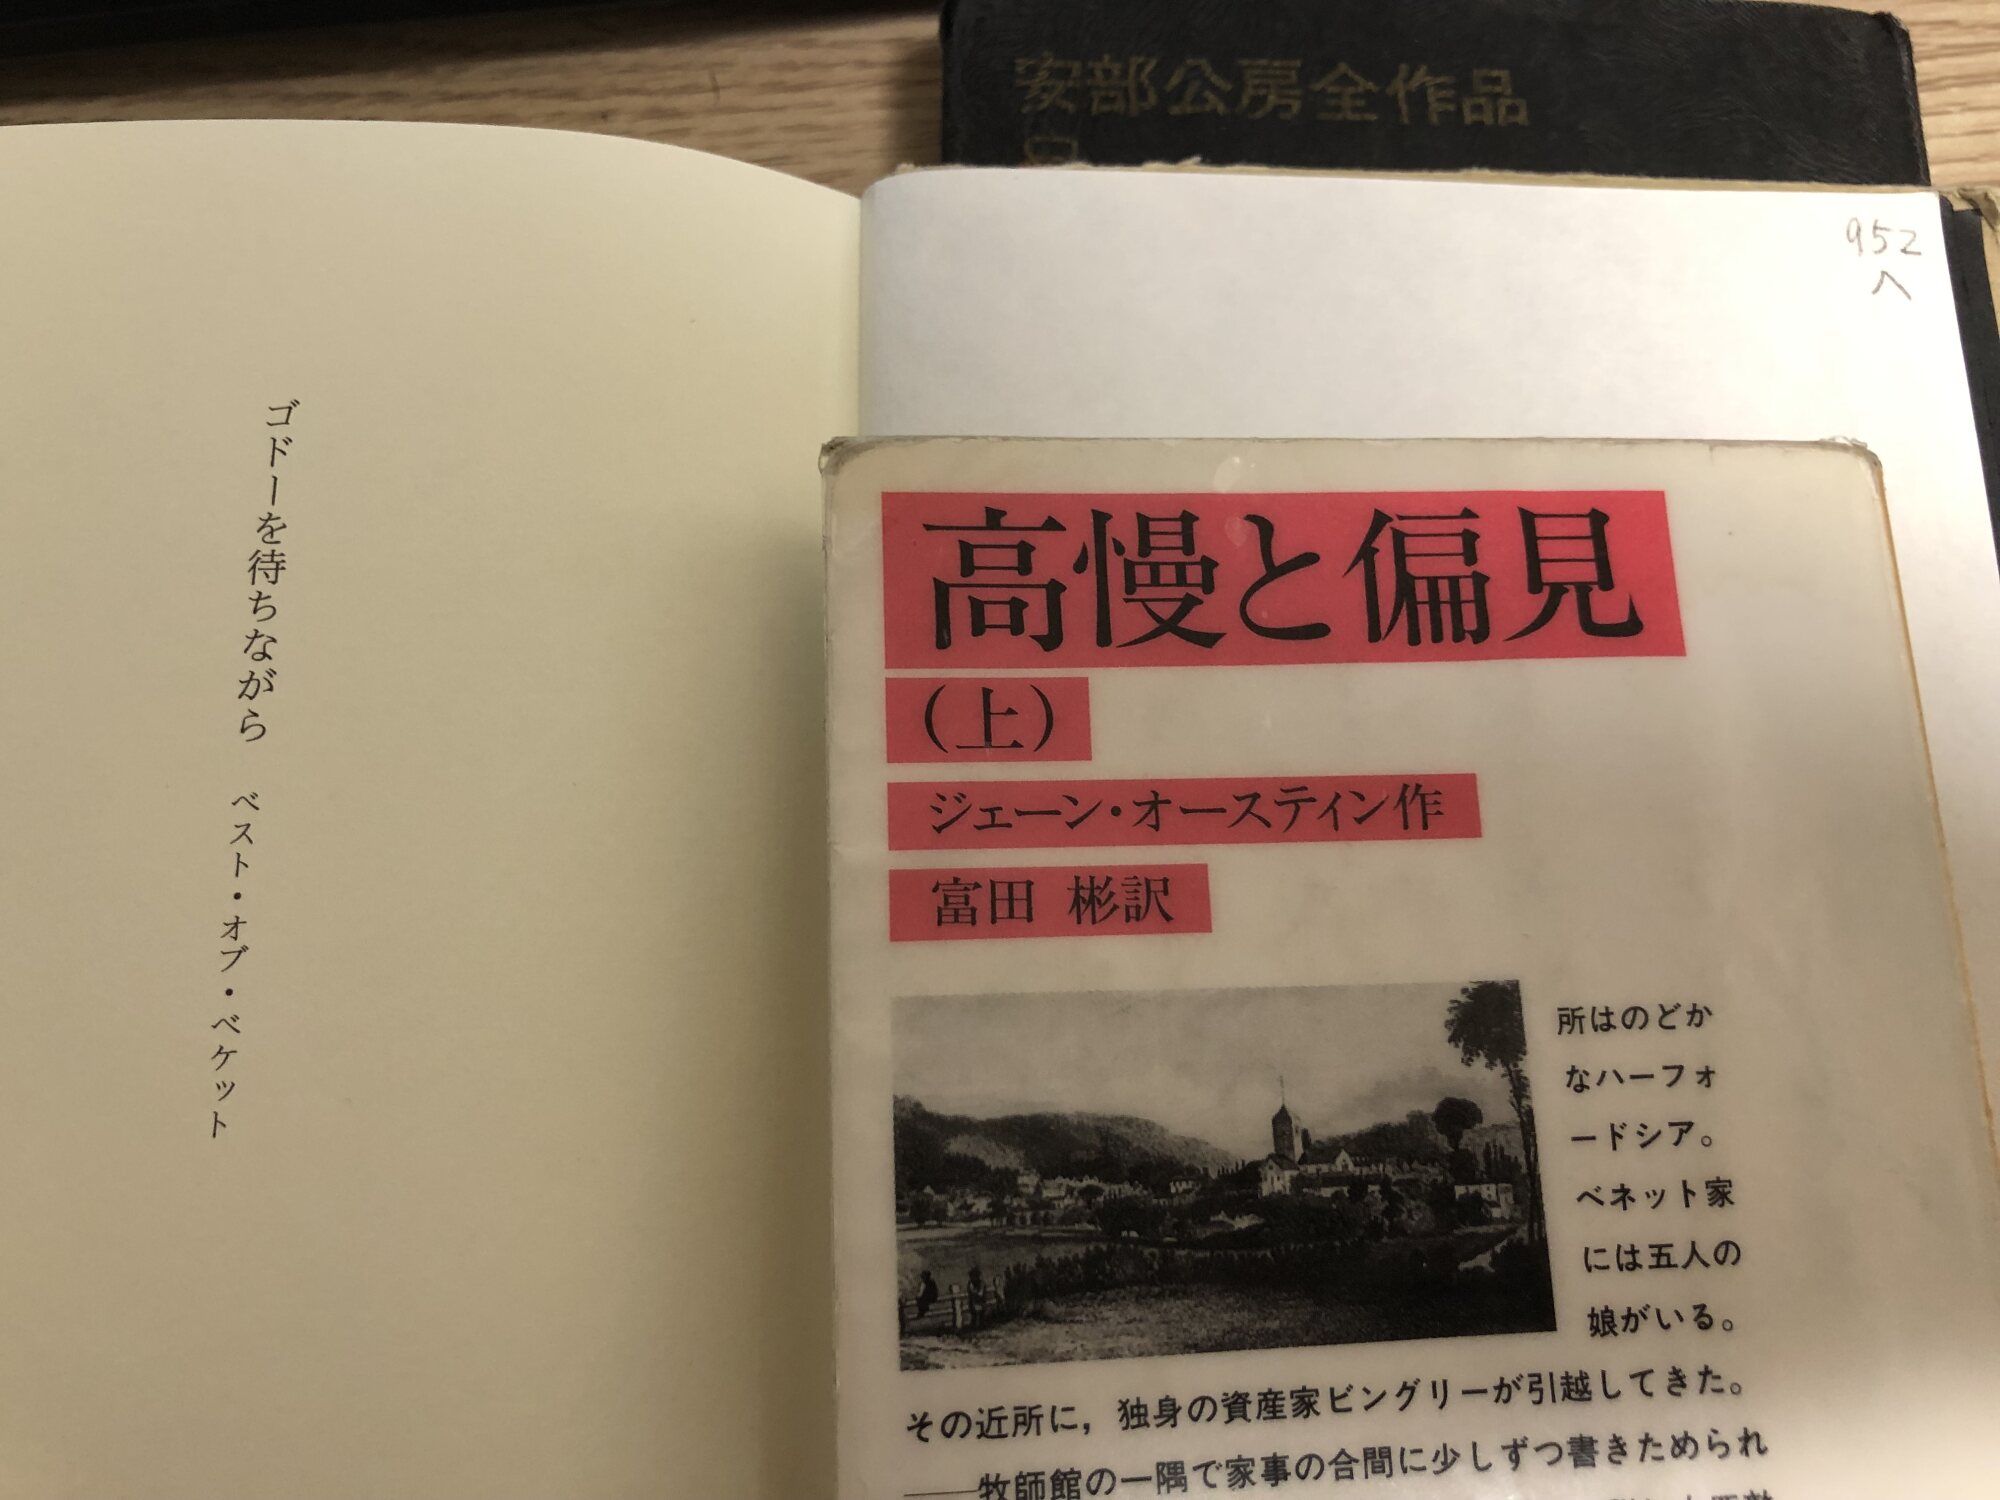 安部公房全作品
952
ヘ
ゴドーを待ちながら ベスト・オブ・ベケット
高慢と偏見
（上）
ジェーン・オースティン作
富田 彬訳
所はのどか
なハーフォ
ードシア。
ベネット家
には五人の
娘がいる。
その近所に，独身の資産家ビングリーが引越してきた。
──牧師館の一隅で家事の合間に少しずつ書きためられ